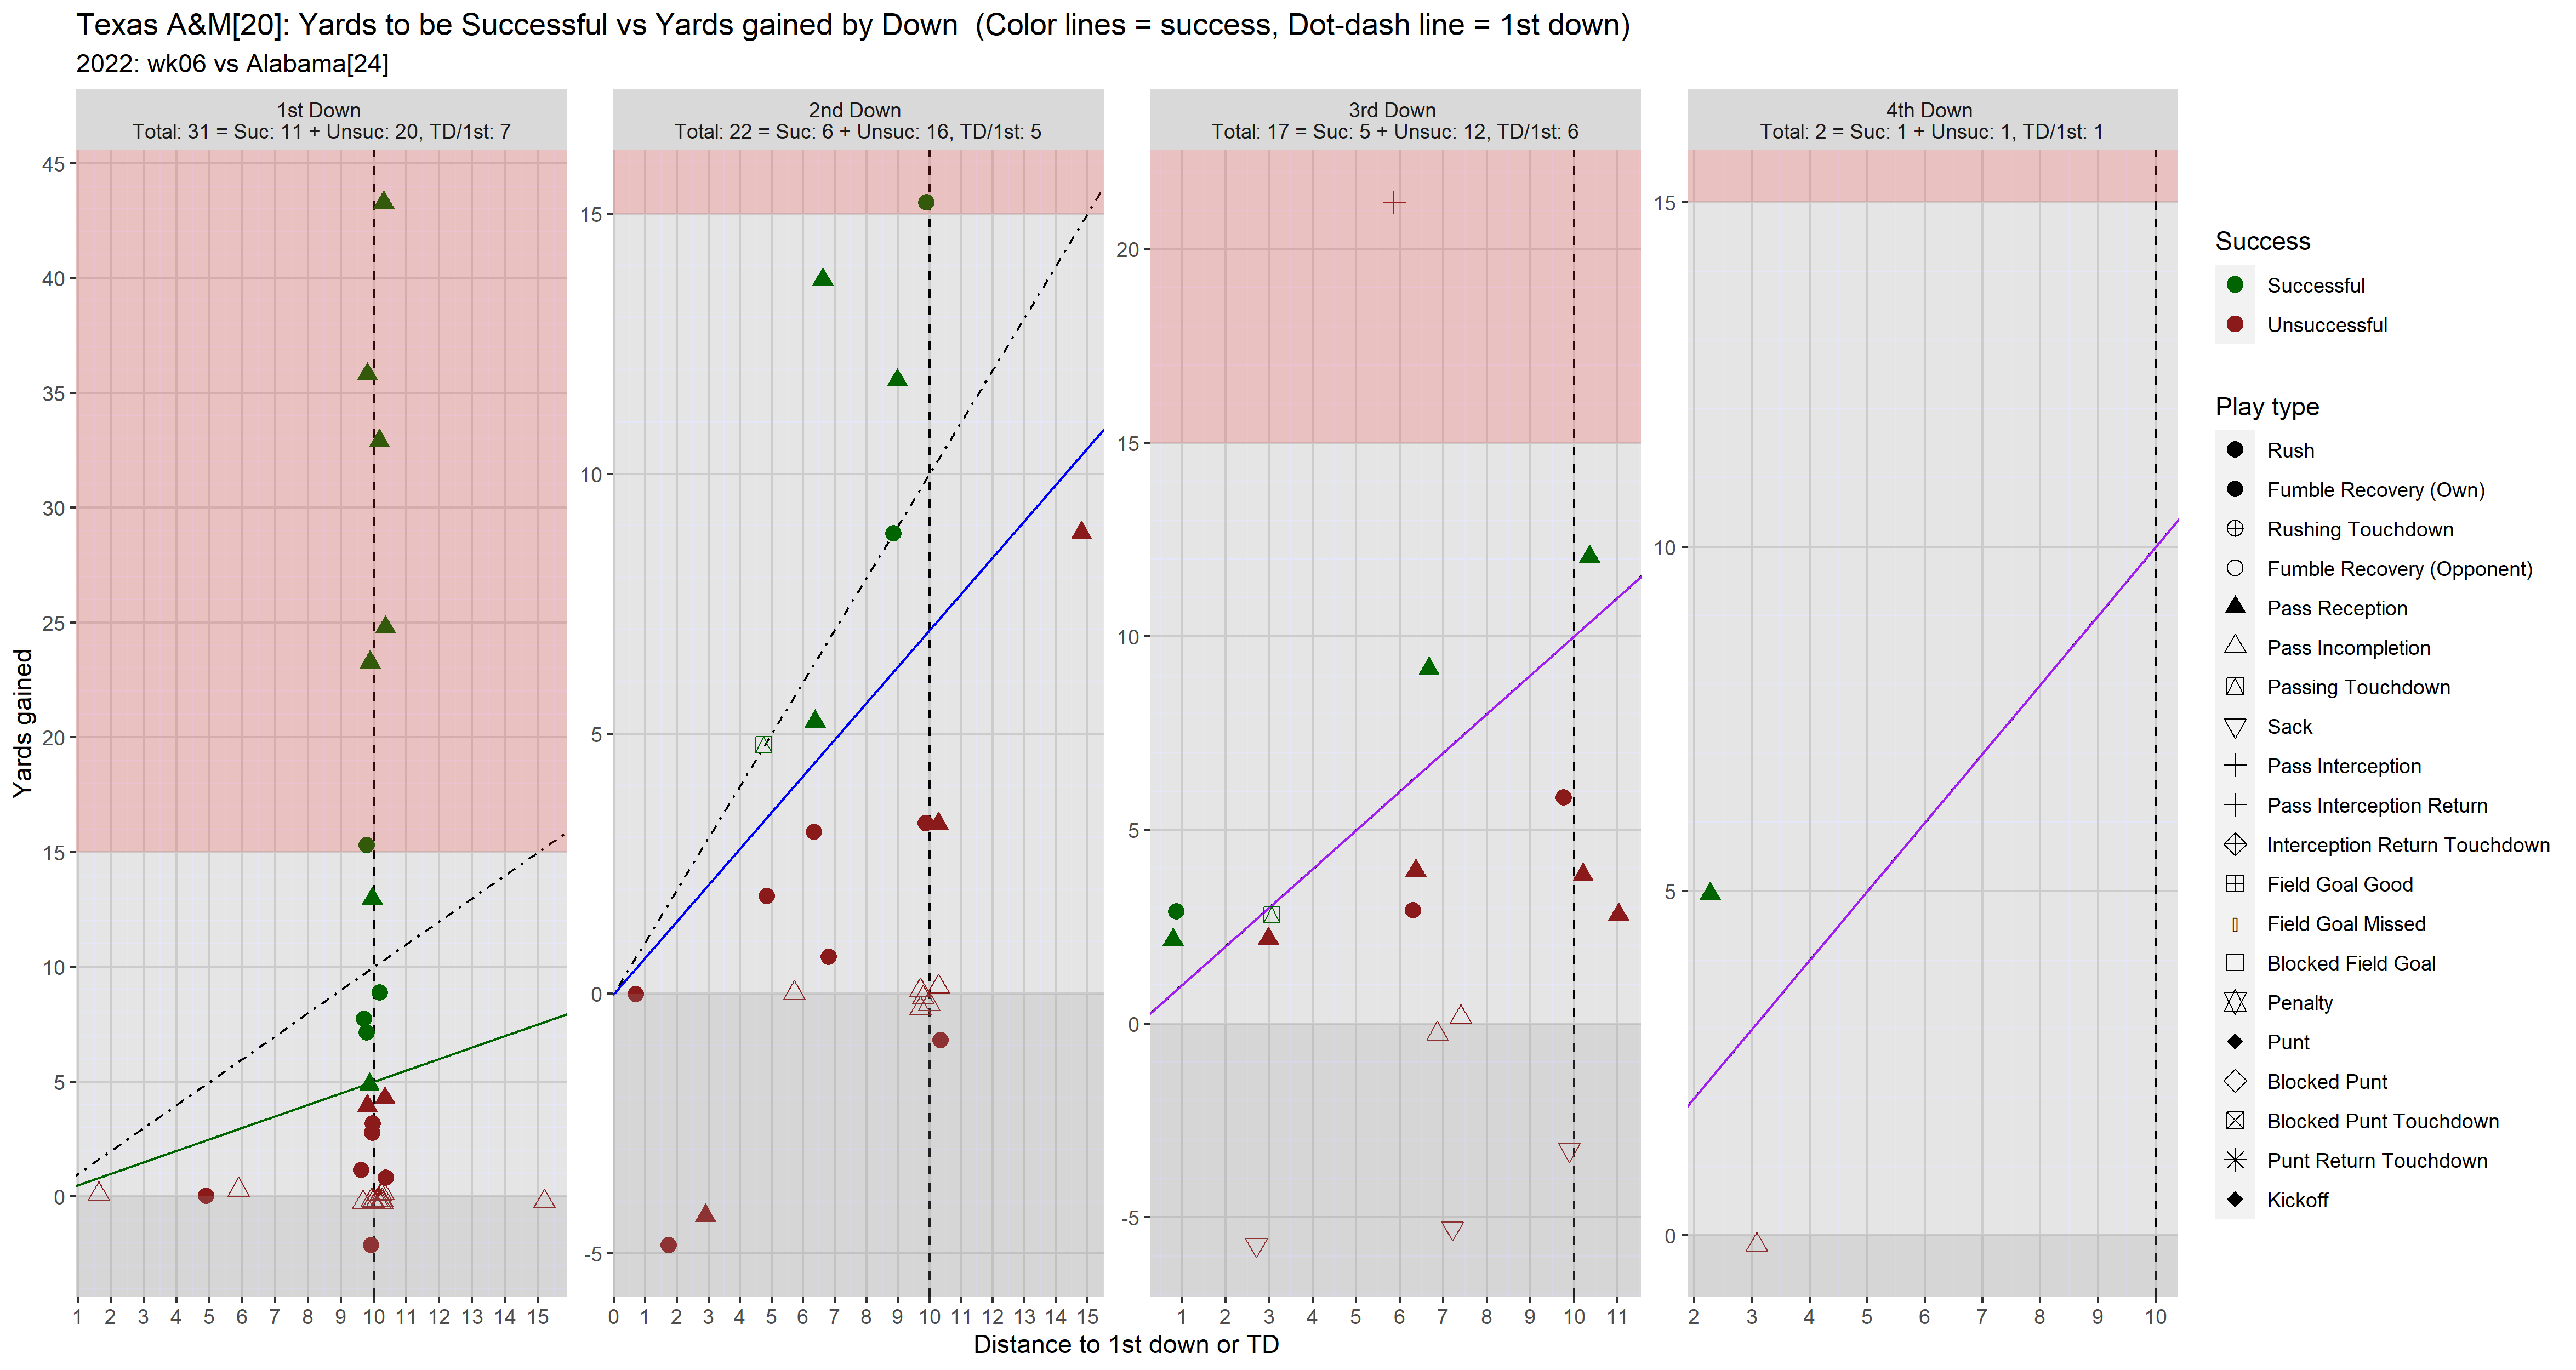 Texas A&M[20]: Yards to be Successful vs Yards gained by Down  (Color lines = success, Dot-dash line = 1st down)
2022: wk06 vs Alabama[24]
1st Down
Total: 31 = Suc: 11 + Unsuc: 20, TD/1st: 7
2nd Down
Total: 22 = Suc: 6 + Unsuc: 16, TD/1st: 5
3rd Down
Total: 17 = Suc: 5 + Unsuc: 12, TD/1st: 6
4th Down
Total: 2 = Suc: 1 + Unsuc: 1, TD/1st: 1
Yards gained
45
40
35
30
25
20
15
10
5
0
1 2 3 4 5 6 7 8 9 10 11 12 13 14 15
15
10
5
0
-5
0 1 2 3 4 5 6 7 8 9 10 11 12 13 14 15
20
15
10
5
0
-5
1 2 3 4 5 6 7 8 9 10 11
15
10
5
0
2 3 4 5 6 7 8 9 10
Distance to 1st down or TD
Success
Successful
Unsuccessful
Play type
Rush
Fumble Recovery (Own)
Rushing Touchdown
Fumble Recovery (Opponent)
Pass Reception
Pass Incompletion
Passing Touchdown
Sack
Pass Interception
Pass Interception Return
Interception Return Touchdown
Field Goal Good
Field Goal Missed
Blocked Field Goal
Penalty
Punt
Blocked Punt
Blocked Punt Touchdown
Punt Return Touchdown
Kickoff